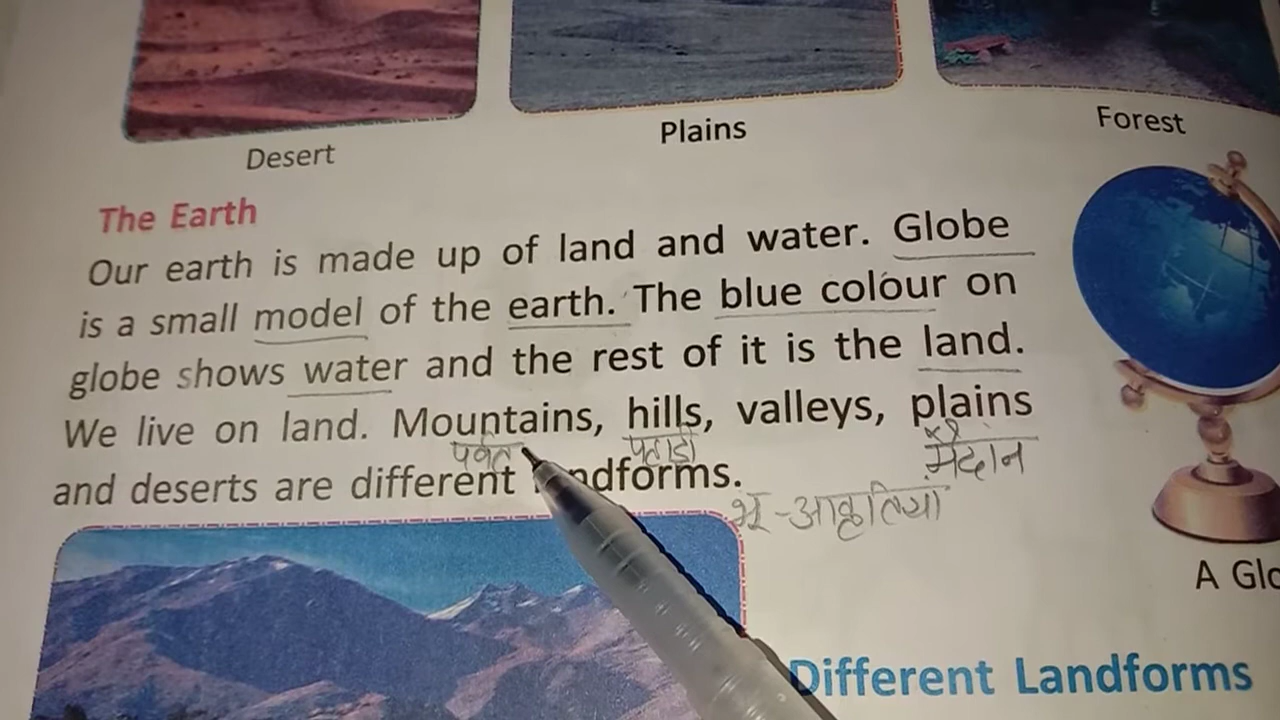 Desert
Plains
Forest
The Earth
Our earth is made up of land and water. Globe
is a small model of the earth. The blue colour on
globe shows water and the rest of it is the land.
We live on land. Mountains, hills, valleys, plains
पर्वत पहाड़ी मैदान
and deserts are different landforms.
भू-आकृतियां
A Glo
Different Landforms